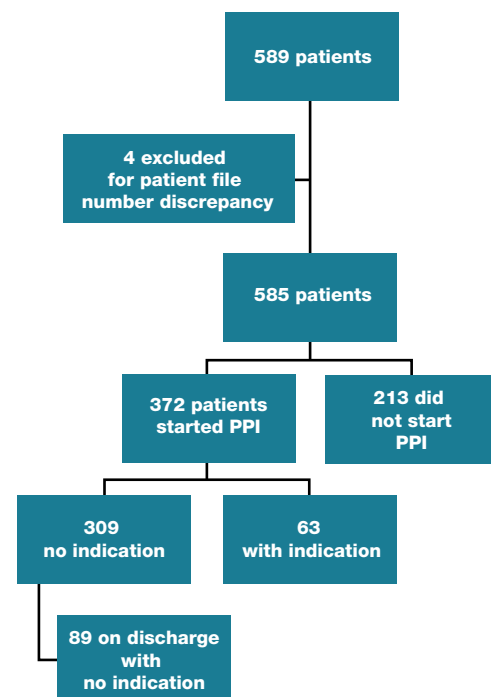 589 patients
4 excluded
for patient file
number discrepancy
585 patients
372 patients
started PPI
213 did
not start
PPI
309
no indication
63
with indication
89 on discharge
with
no indication